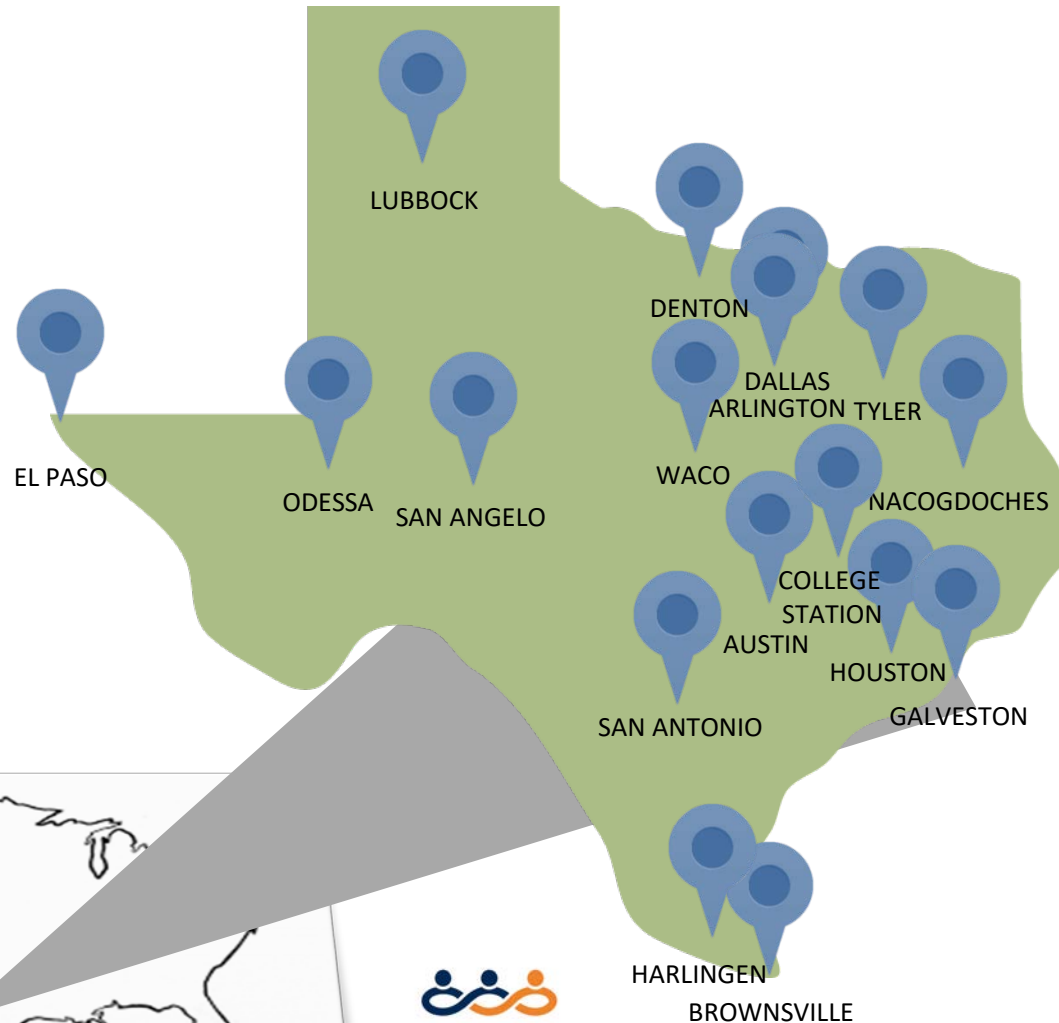 LUBBOCK
DENTON
DALLAS
ARLINGTON
TYLER
EL PASO
ODESSA
SAN ANGELO
WACO
NACOGDOCHES
COLLEGE
STATION
AUSTIN
HOUSTON
SAN ANTONIO
GALVESTON
HARLINGEN
BROWNSVILLE